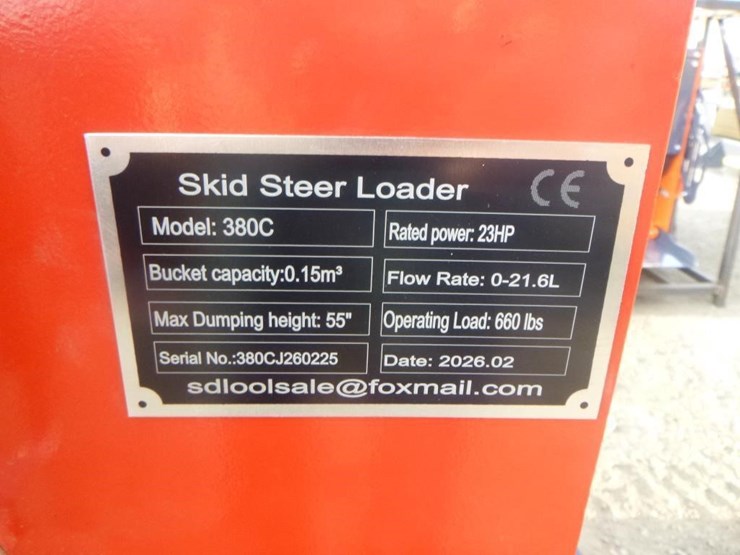 Skid Steer Loader CE
Model: 380C
Rated power: 23HP
Bucket capacity:0.15m³
Flow Rate: 0-21.6L
Max Dumping height: 55"
Operating Load: 660 lbs
Serial No.:380CJ260225
Date: 2026.02
sdloolsale@foxmail.com